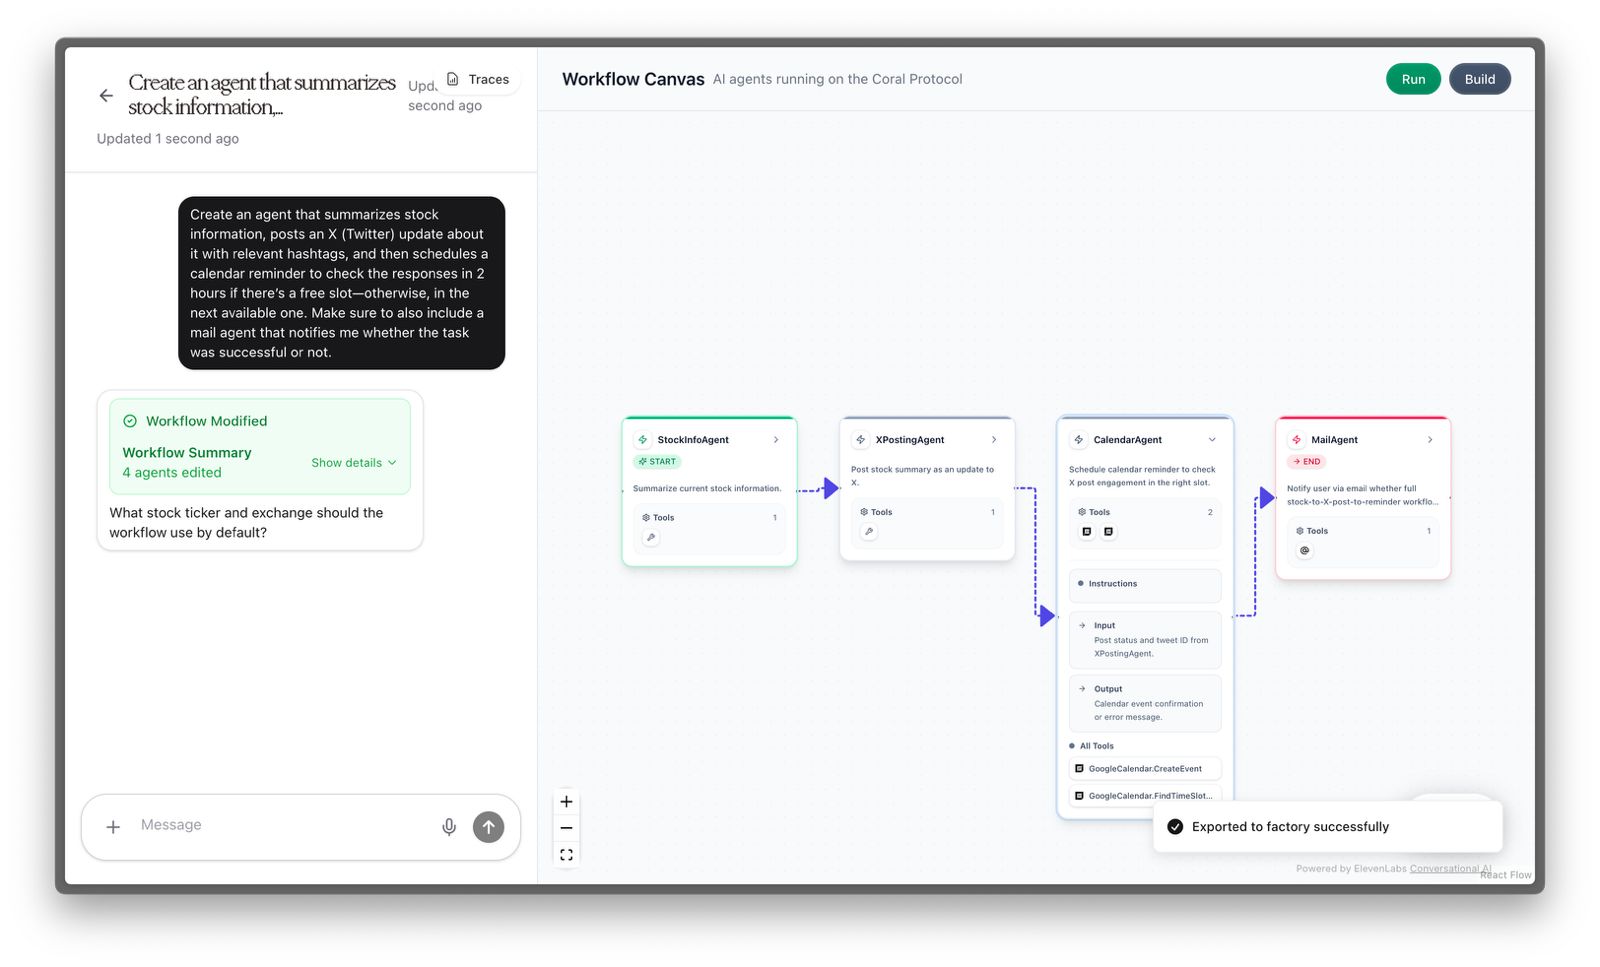 Create an agent that summarizes
stock information,...
Upd
second ago
Traces
Updated 1 second ago
Create an agent that summarizes stock
information, posts an X (Twitter) update about
it with relevant hashtags, and then schedules a
calendar reminder to check the responses in 2
hours if there's a free slot—otherwise, in the
next available one. Make sure to also include a
mail agent that notifies me whether the task
was successful or not.
Workflow Modified
Workflow Summary
4 agents edited
Show details
What stock ticker and exchange should the
workflow use by default?
Message
Workflow Canvas
AI agents running on the Coral Protocol
Run
Build
StockInfoAgent
START
Summarize current stock information.
Tools
1
XPostingAgent
Post stock summary as an update to
X.
Tools
1
CalendarAgent
Schedule calendar reminder to check
X post engagement in the right slot.
Tools
2
Instructions
Input
Post status and tweet ID from
XPostingAgent.
Output
Calendar event confirmation
or error message.
All Tools
GoogleCalendar.CreateEvent
GoogleCalendar.FindTimeSlot...
MailAgent
END
Notify user via email whether full
stock-to-X-post-to-reminder workflo...
Tools
1
Exported to factory successfully
Powered by ElevenLabs Conversational AI
React Flow